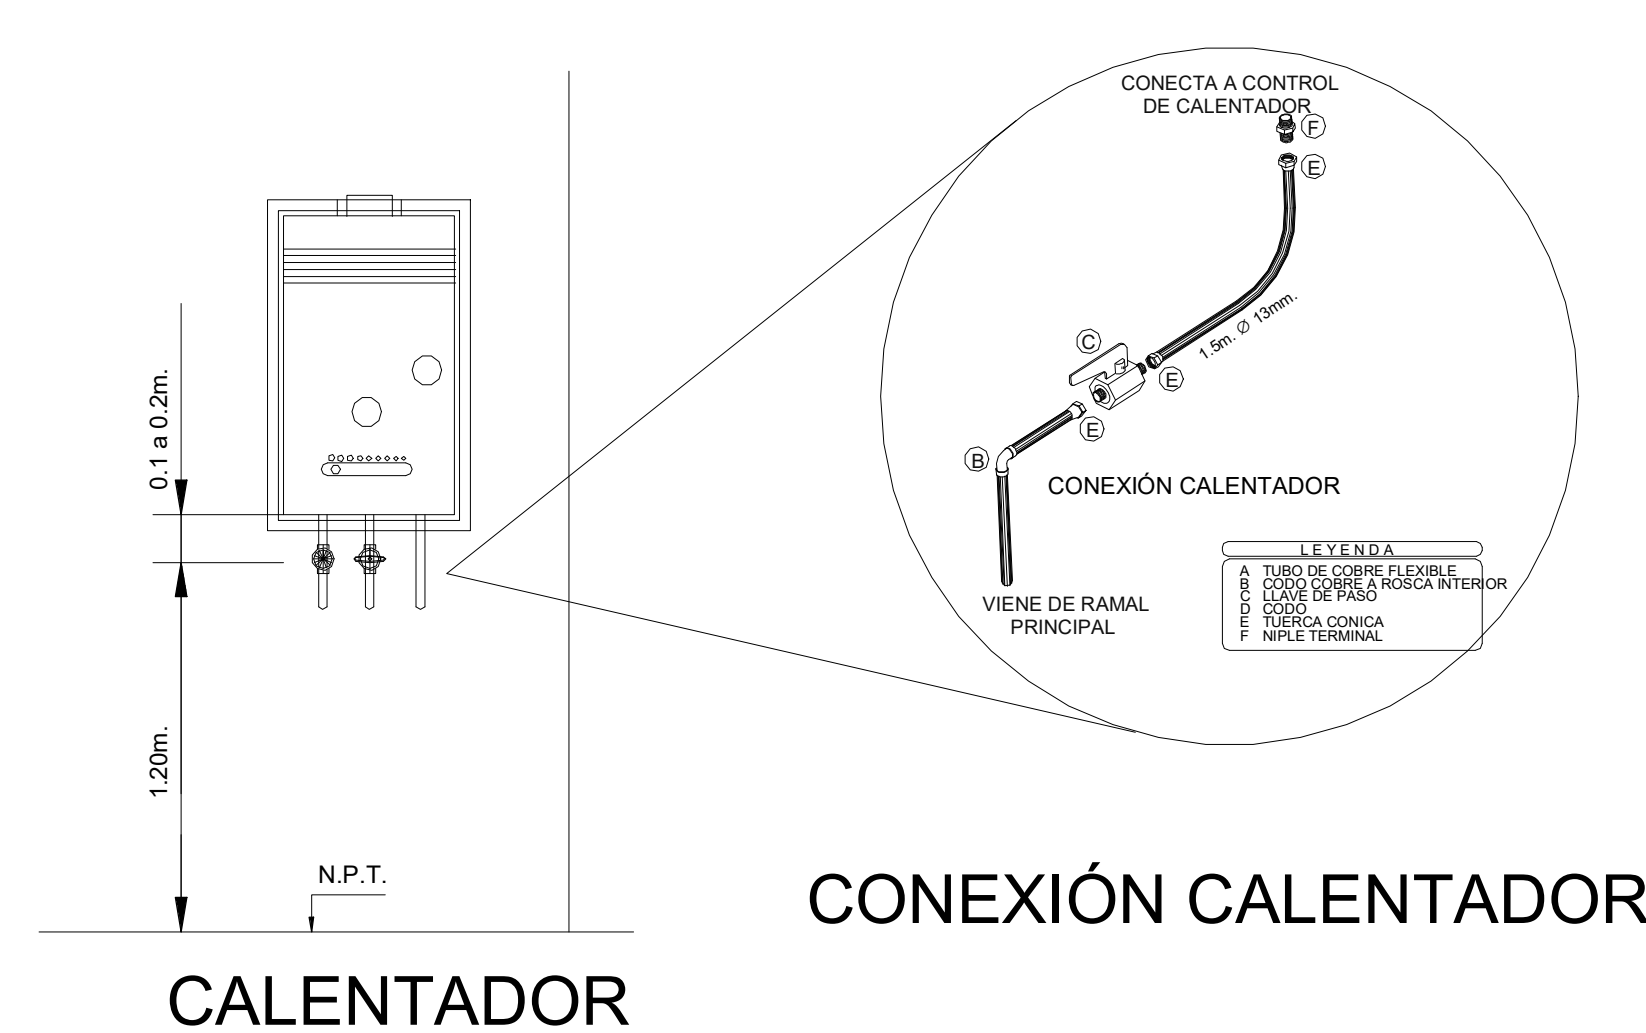 0.1 a 0.2m.
1.20m.
N.P.T.
CALENTADOR
CONECTA A CONTROL
DE CALENTADOR
F
E
1.5m. Ø 13mm.
C
E
E
B
CONEXIÓN CALENTADOR
VIENE DE RAMAL
PRINCIPAL
LEYENDA
A TUBO DE COBRE FLEXIBLE
B CODO COBRE A ROSCA INTERIOR
C LLAVE DE PASO
D CODO
E TUERCA CONICA
F NIPLE TERMINAL
CONEXIÓN CALENTADOR